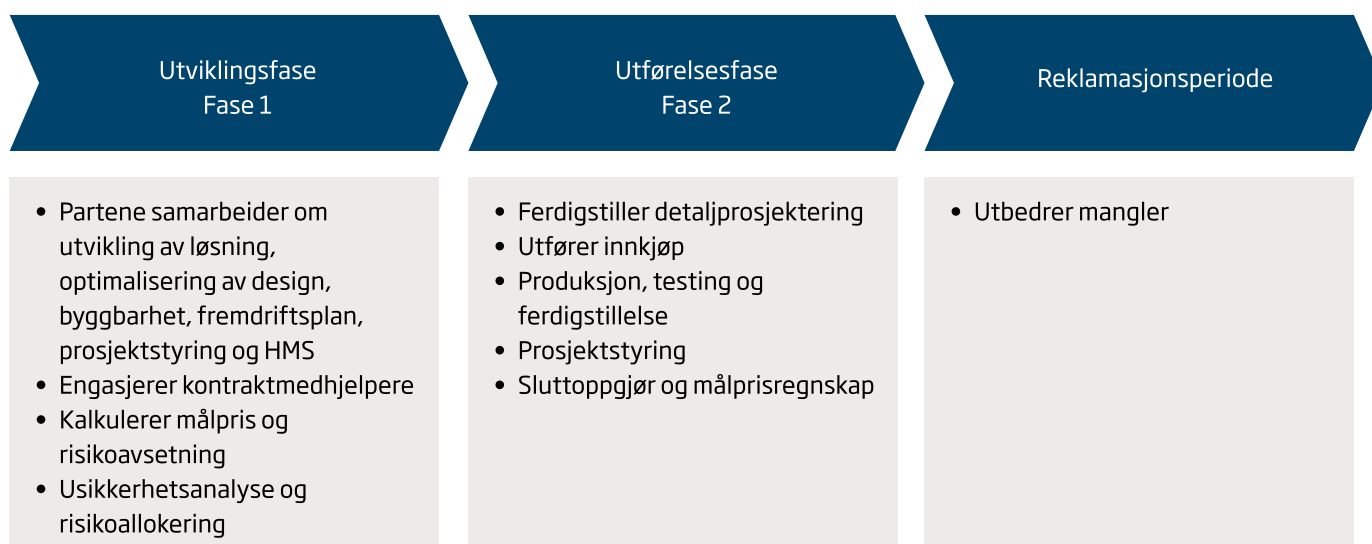 Utviklingsfase
Fase 1
Utførelsesfase
Fase 2
Reklamasjonsperiode
• Partene samarbeider om
utvikling av løsning,
optimalisering av design,
byggbarhet, fremdriftsplan,
prosjektstyring og HMS
• Engasjerer kontraktmedhjelpere
• Kalkulerer målpris og
risikoavsetning
• Usikkerhetsanalyse og
risikoallokering
• Ferdigstiller detaljprosjektering
• Utfører innkjøp
• Produksjon, testing og
ferdigstillelse
• Prosjektstyring
• Sluttoppgjør og målprisregnskap
• Utbedrer mangler